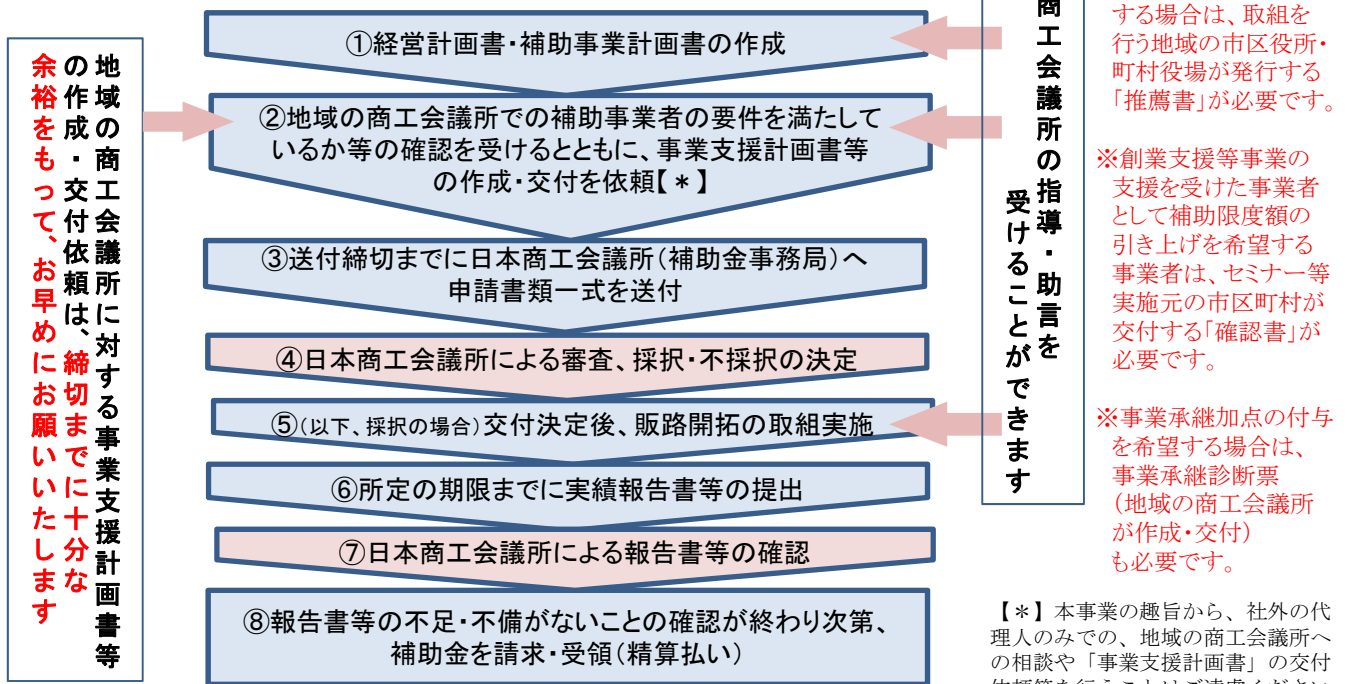 地域の商工会議所に対する事業支援計画書等
の作成・交付依頼は、締切までに十分な
余裕をもって、お早めにお願いいたします
①経営計画書・補助事業計画書の作成
②地域の商工会議所での補助事業者の要件を満たして
いるか等の確認を受けるとともに、事業支援計画書等
の作成・交付を依頼【＊】
③送付締切までに日本商工会議所(補助金事務局)へ
申請書類一式を送付
④日本商工会議所による審査、採択・不採択の決定
⑤(以下、採択の場合)交付決定後、販路開拓の取組実施
⑥所定の期限までに実績報告書等の提出
⑦日本商工会議所による報告書等の確認
⑧報告書等の不足・不備がないことの確認が終わり次第、
補助金を請求・受領(精算払い)
商工会議所の指導・助言を
受けることができます
する場合は、取組を
行う地域の市区役所・
町村役場が発行する
「推薦書」が必要です。
※創業支援等事業の
支援を受けた事業者
として補助限度額の
引き上げを希望する
事業者は、セミナー等
実施元の市区町村が
交付する「確認書」が
必要です。
※事業承継加点の付与
を希望する場合は、
事業承継診断票
(地域の商工会議所
が作成・交付)
も必要です。
【＊】本事業の趣旨から、社外の代
理人のみでの、地域の商工会議所へ
の相談や「事業支援計画書」の交付
依頼等を行うことはご遠慮ください